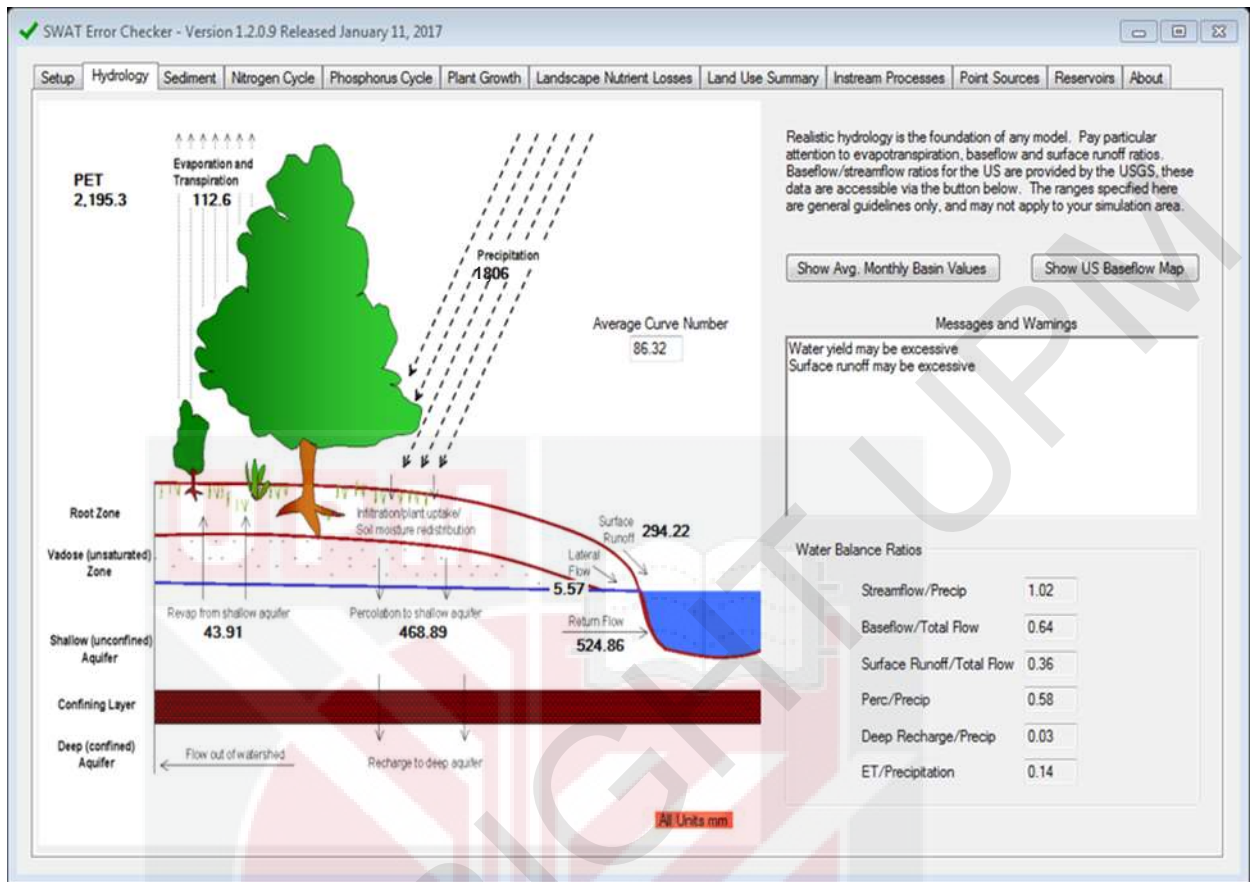 SWAT Error Checker - Version 1.2.0.9 Released January 11, 2017
Setup Hydrology Sediment Nitrogen Cycle Phosphorus Cycle Plant Growth Landscape Nutrient Losses Land Use Summary Instream Processes Point Sources Reservoirs About
PET
2,195.3
Evaporation and
Transpiration
112.6
Precipitation
1806
Average Curve Number
86.32
Root Zone
Vadose (unsaturated)
Zone
Shallow (unconfined)
Aquifer
Confining Layer
Deep (confined)
Aquifer
Infiltration/plant uptake/
Soil moisture redistribution
Surface
Runoff 294.22
Lateral
Flow
5.57
Revap from shallow aquifer
43.91
Percolation to shallow aquifer
468.89
Return Flow
524.86
Flow out of watershed
Recharge to deep aquifer
All Units mm
Realistic hydrology is the foundation of any model. Pay particular
attention to evapotranspiration, baseflow and surface runoff ratios.
Baseflow/streamflow ratios for the US are provided by the USGS, these
data are accessible via the button below. The ranges specified here
are general guidelines only, and may not apply to your simulation area.
Show Avg. Monthly Basin Values
Show US Baseflow Map
Messages and Warnings
Water yield may be excessive
Surface runoff may be excessive
Water Balance Ratios
Streamflow/Precip 1.02
Baseflow/Total Flow 0.64
Surface Runoff/Total Flow 0.36
Perc/Precip 0.58
Deep Recharge/Precip 0.03
ET/Precipitation 0.14
RIGHT UPM